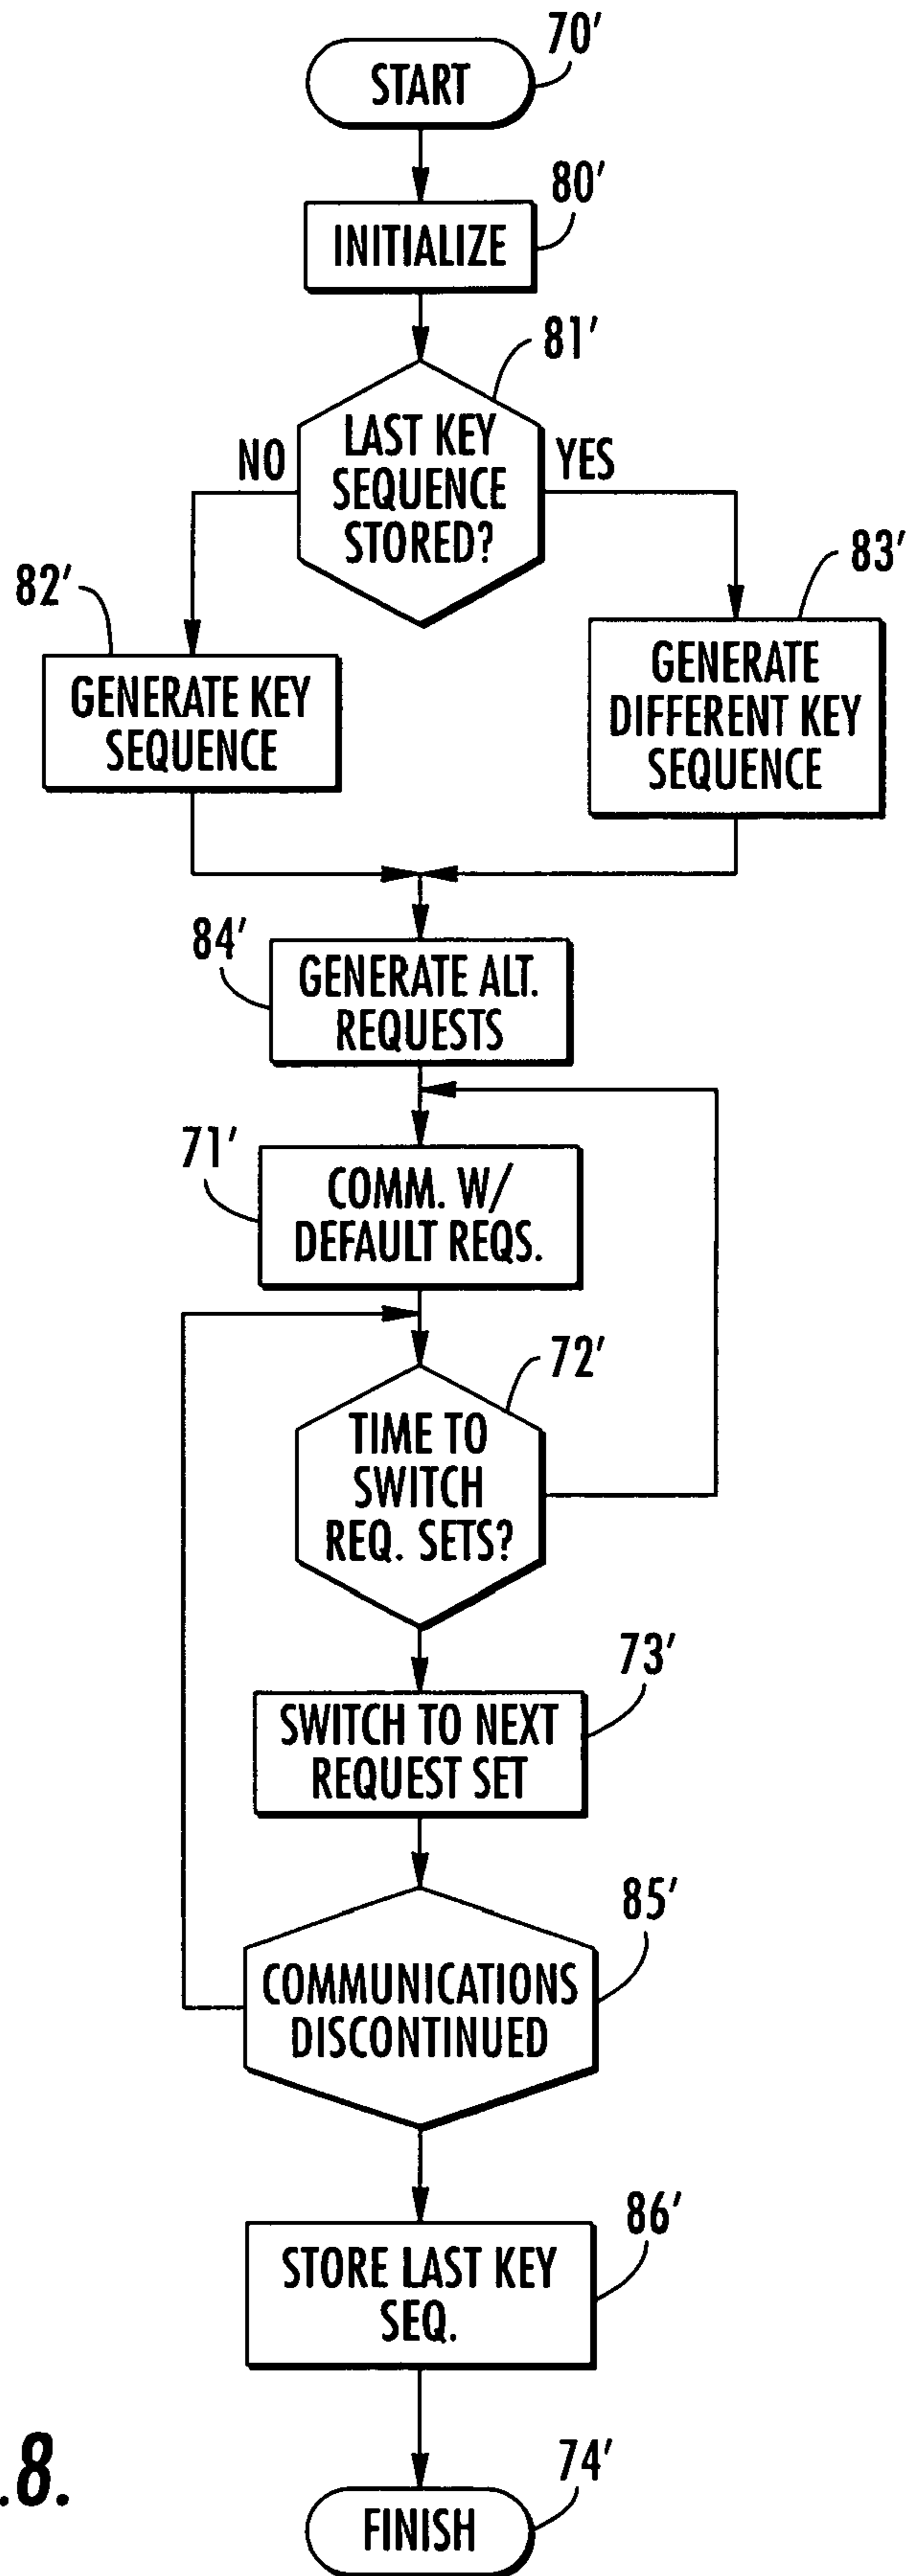 70'
START
80'
INITIALIZE
81'
LAST KEY
SEQUENCE
STORED?
NO
YES
82'
83'
GENERATE KEY
SEQUENCE
GENERATE
DIFFERENT KEY
SEQUENCE
84'
GENERATE ALT.
REQUESTS
71'
COMM. W/
DEFAULT REQS.
72'
TIME TO
SWITCH
REQ. SETS?
73'
SWITCH TO NEXT
REQUEST SET
85'
COMMUNICATIONS
DISCONTINUED
86'
STORE LAST KEY
SEQ.
74'
FINISH
.8.